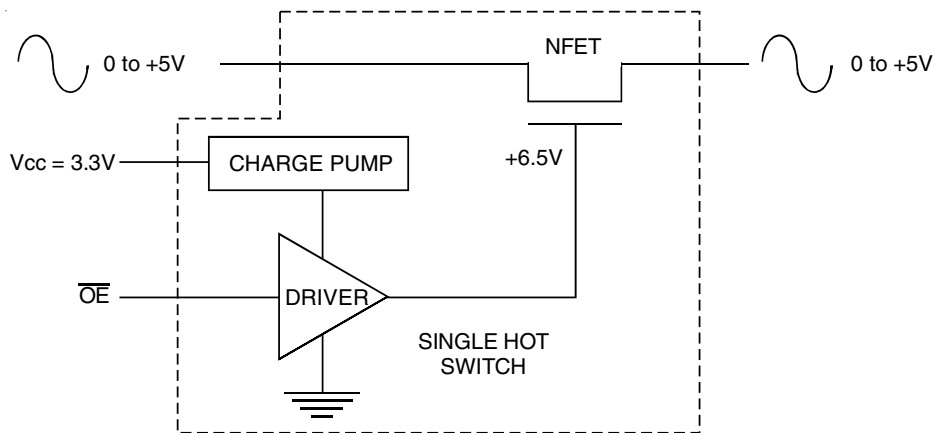 NFET
0 to +5V
0 to +5V
Vcc = 3.3V
CHARGE PUMP
+6.5V
OE
DRIVER
SINGLE HOT
SWITCH